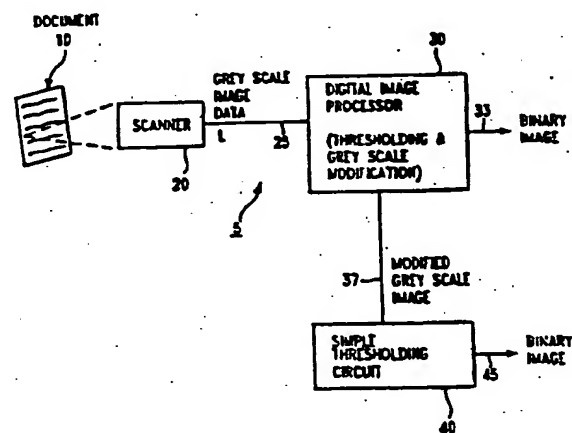 DOCUMENT
10
SCANNER
20
GREY SCALE
IMAGE
DATA
L
25
5
30
DIGITAL IMAGE
PROCESSOR
(THRESHOLDING &
GREY SCALE
MODIFICATION)
33
BINARY
IMAGE
37
MODIFIED
GREY SCALE
IMAGE
SIMPLE
THRESHOLDING
CIRCUIT
45
BINARY
IMAGE
40